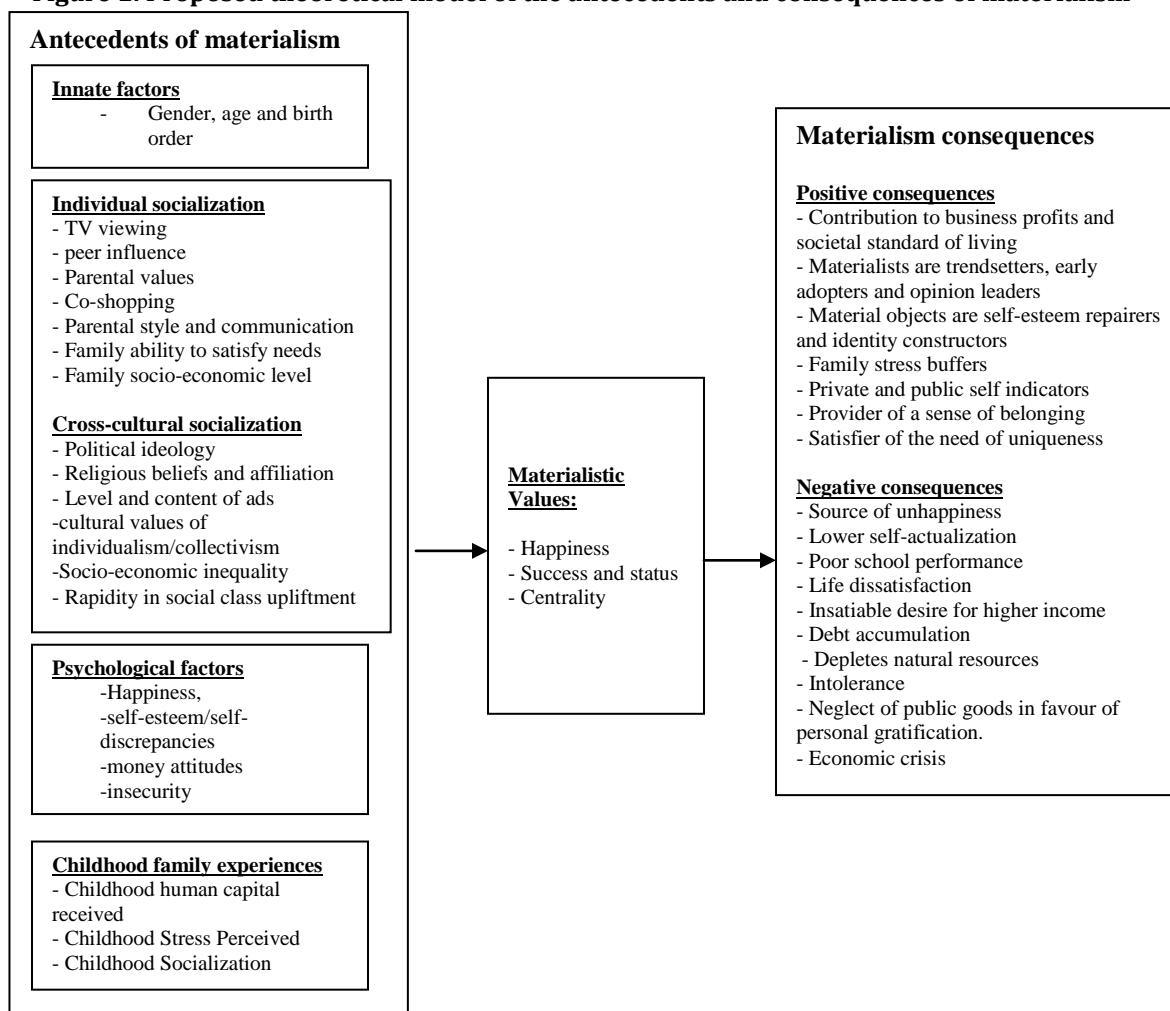 Antecedents of materialism
Innate factors
- Gender, age and birth
order
Individual socialization
- TV viewing
- peer influence
- Parental values
- Co-shopping
- Parental style and communication
- Family ability to satisfy needs
- Family socio-economic level
Cross-cultural socialization
- Political ideology
- Religious beliefs and affiliation
- Level and content of ads
-cultural values of
individualism/collectivism
-Socio-economic inequality
- Rapidity in social class upliftment
Psychological factors
-Happiness,
-self-esteem/self-
discrepancies
-money attitudes
-insecurity
Childhood family experiences
- Childhood human capital
received
- Childhood Stress Perceived
- Childhood Socialization
Materialistic
Values:
- Happiness
- Success and status
- Centrality
Materialism consequences
Positive consequences
- Contribution to business profits and
societal standard of living
- Materialists are trendsetters, early
adopters and opinion leaders
- Material objects are self-esteem repairers
and identity constructors
- Family stress buffers
- Private and public self indicators
- Provider of a sense of belonging
- Satisfier of the need of uniqueness
Negative consequences
- Source of unhappiness
- Lower self-actualization
- Poor school performance
- Life dissatisfaction
- Insatiable desire for higher income
- Debt accumulation
- Depletes natural resources
- Intolerance
- Neglect of public goods in favour of
personal gratification.
- Economic crisis